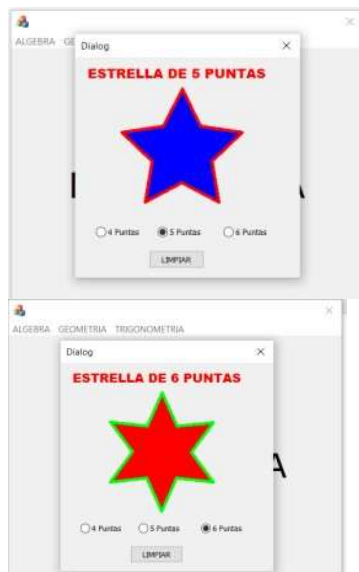 ALGEBRA
Dialog
ESTRELLA DE 5 PUNTAS
4 Puntas 5 Puntas 6 Puntas
LIMPIAR
ALGEBRA GEOMETRIA TRIGONOMETRIA
Dialog
ESTRELLA DE 6 PUNTAS
A
4 Puntas 5 Puntas 6 Puntas
LIMPIAR